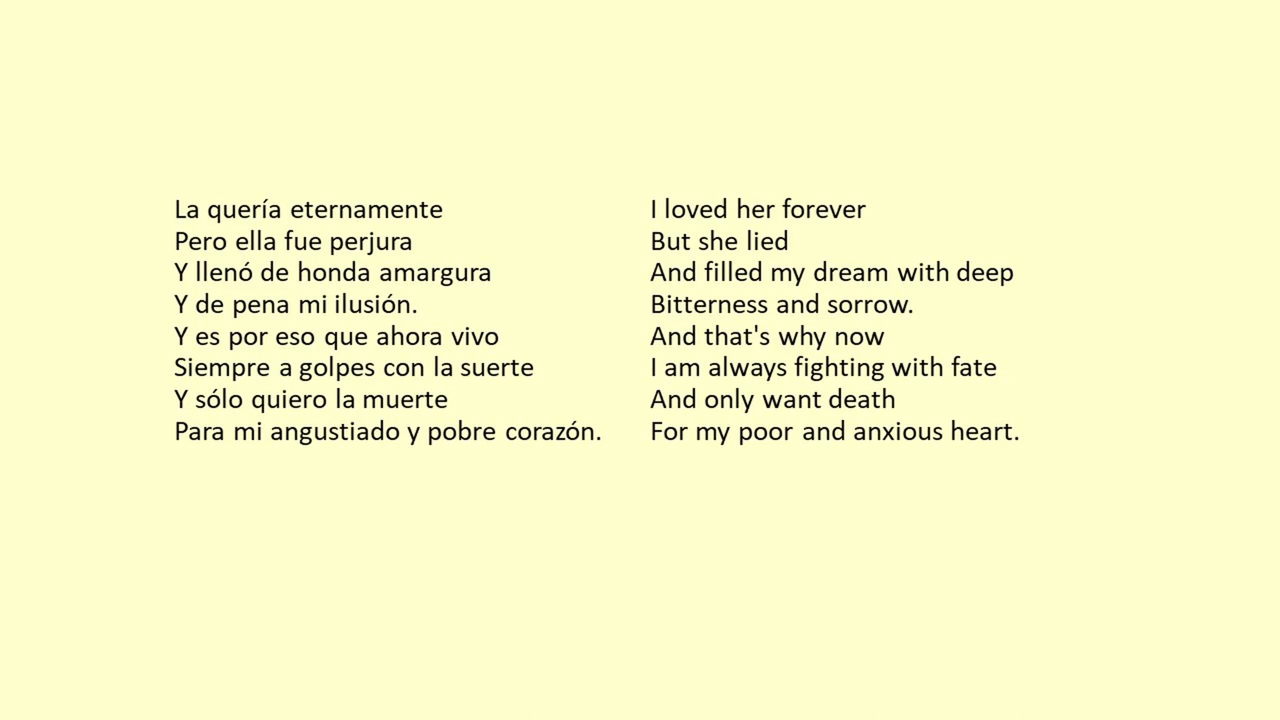 La quería eternamente
Pero ella fue perjura
Y llenó de honda amargura
Y de pena mi ilusión.
Y es por eso que ahora vivo
Siempre a golpes con la suerte
Y sólo quiero la muerte
Para mi angustiado y pobre corazón.
I loved her forever
But she lied
And filled my dream with deep
Bitterness and sorrow.
And that's why now
I am always fighting with fate
And only want death
For my poor and anxious heart.